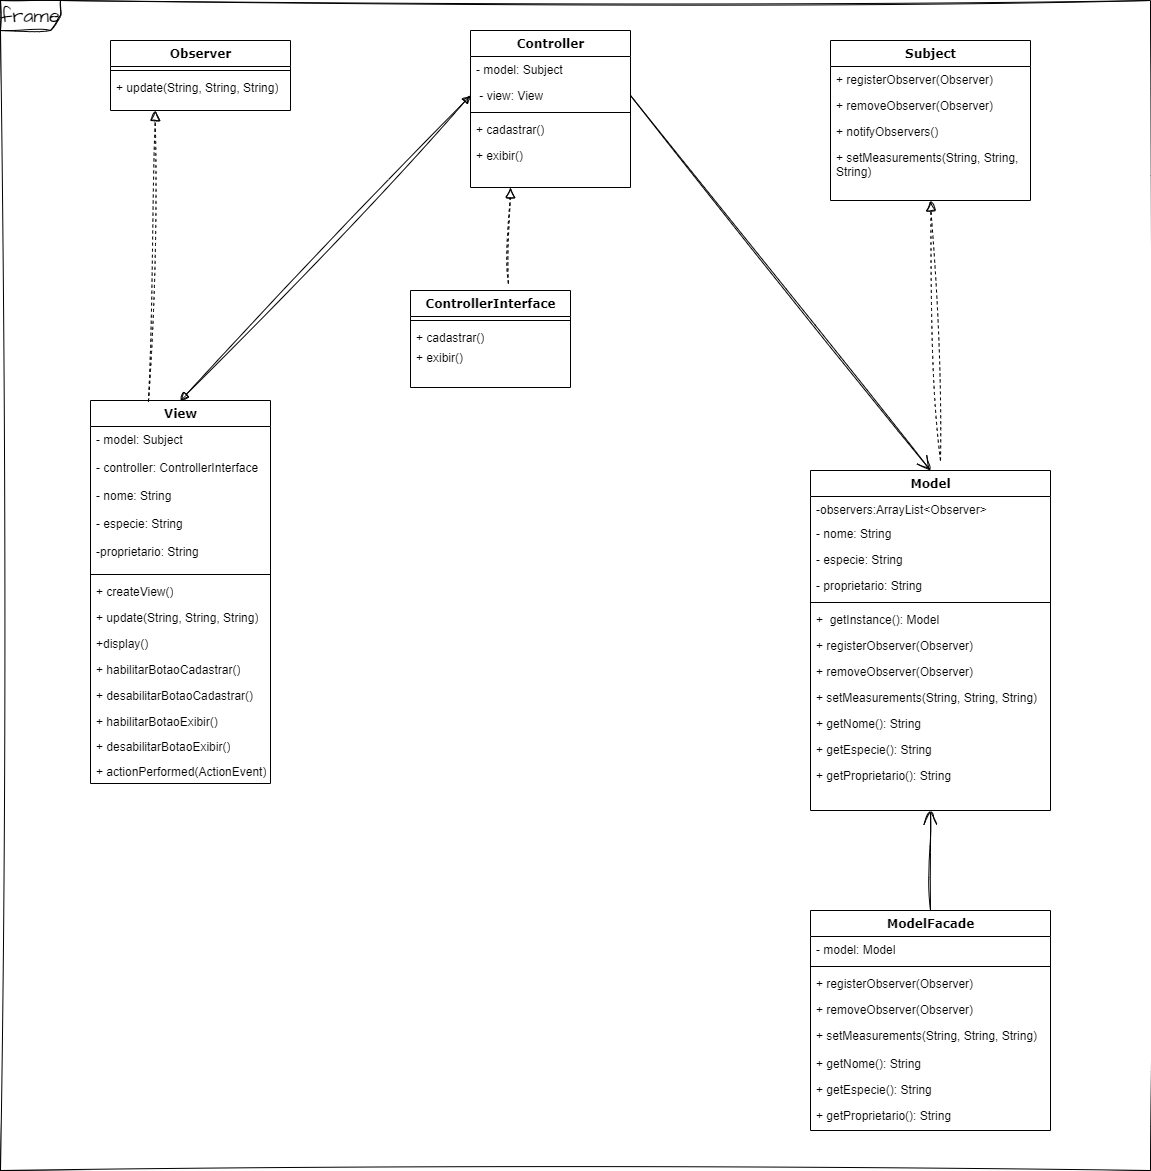 frame
Observer
+ update(String, String, String)
Controller
- model: Subject
- view: View
+ cadastrar()
+ exibir()
Subject
+ registerObserver(Observer)
+ removeObserver(Observer)
+ notifyObservers()
+ setMeasurements(String, String,
String)
ControllerInterface
+ cadastrar()
+ exibir()
View
- model: Subject
- controller: ControllerInterface
- nome: String
- especie: String
-proprietario: String
+ createView()
+ update(String, String, String)
+display()
+ habilitarBotaoCadastrar()
+ desabilitarBotaoCadastrar()
+ habilitarBotaoExibir()
+ desabilitarBotaoExibir()
+ actionPerformed(ActionEvent)
Model
-observers:ArrayList<Observer>
- nome: String
- especie: String
- proprietario: String
+ getInstance(): Model
+ registerObserver(Observer)
+ removeObserver(Observer)
+ setMeasurements(String, String, String)
+ getNome(): String
+ getEspecie(): String
+ getProprietario(): String
ModelFacade
- model: Model
+ registerObserver(Observer)
+ removeObserver(Observer)
+ setMeasurements(String, String, String)
+ getNome(): String
+ getEspecie(): String
+ getProprietario(): String